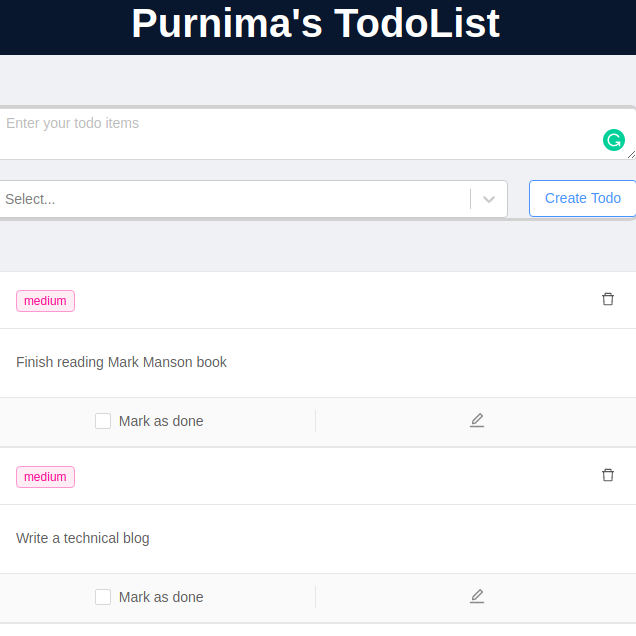 Purnima's TodoList
Enter your todo items
Select...
Create Todo
medium
Finish reading Mark Manson book
Mark as done
medium
Write a technical blog
Mark as done